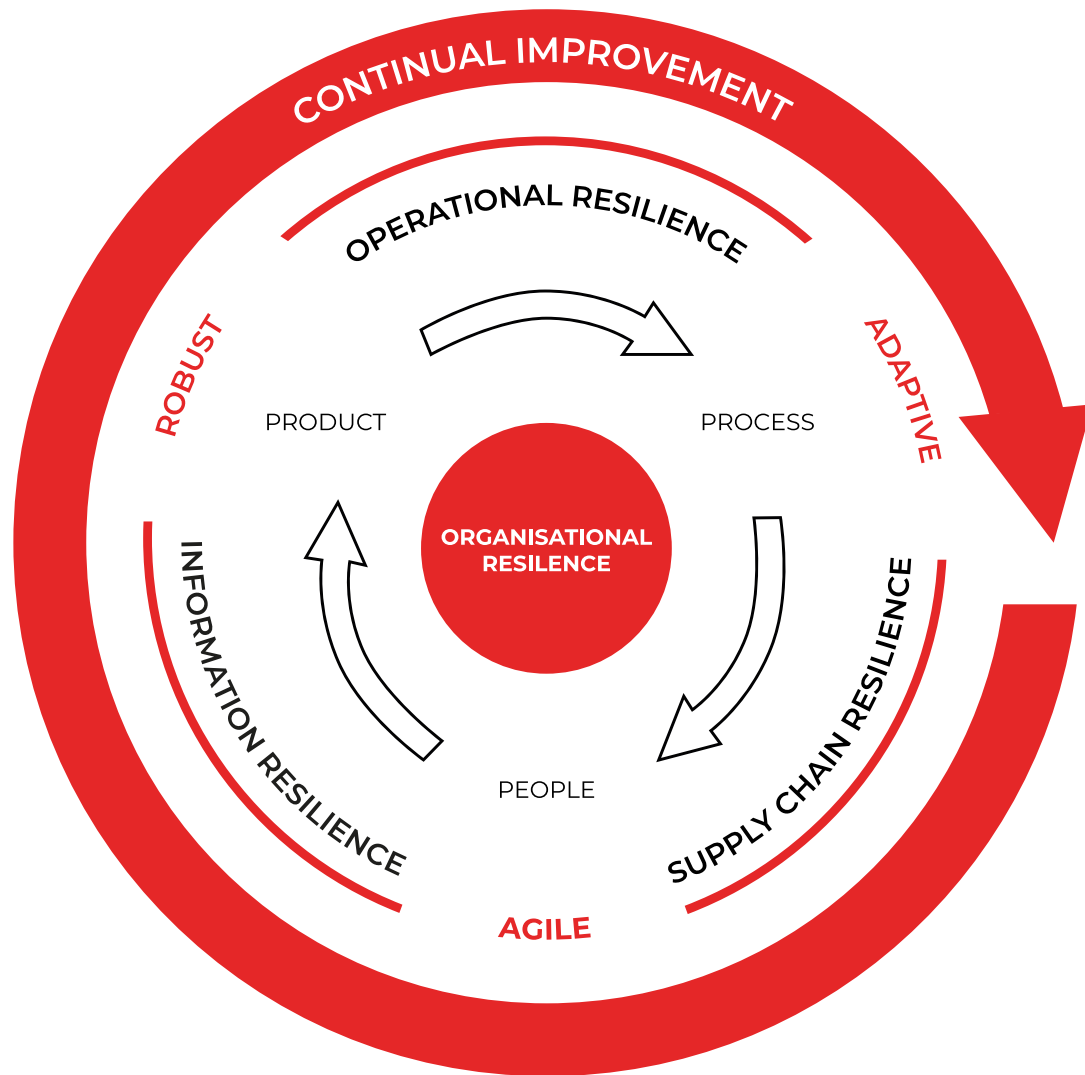 CONTINUAL IMPROVEMENT
OPERATIONAL RESILIENCE
ROBUST
ADAPTIVE
PRODUCT
PROCESS
ORGANISATIONAL
RESILENCE
INFORMATION RESILIENCE
SUPPLY CHAIN RESILIENCE
PEOPLE
AGILE